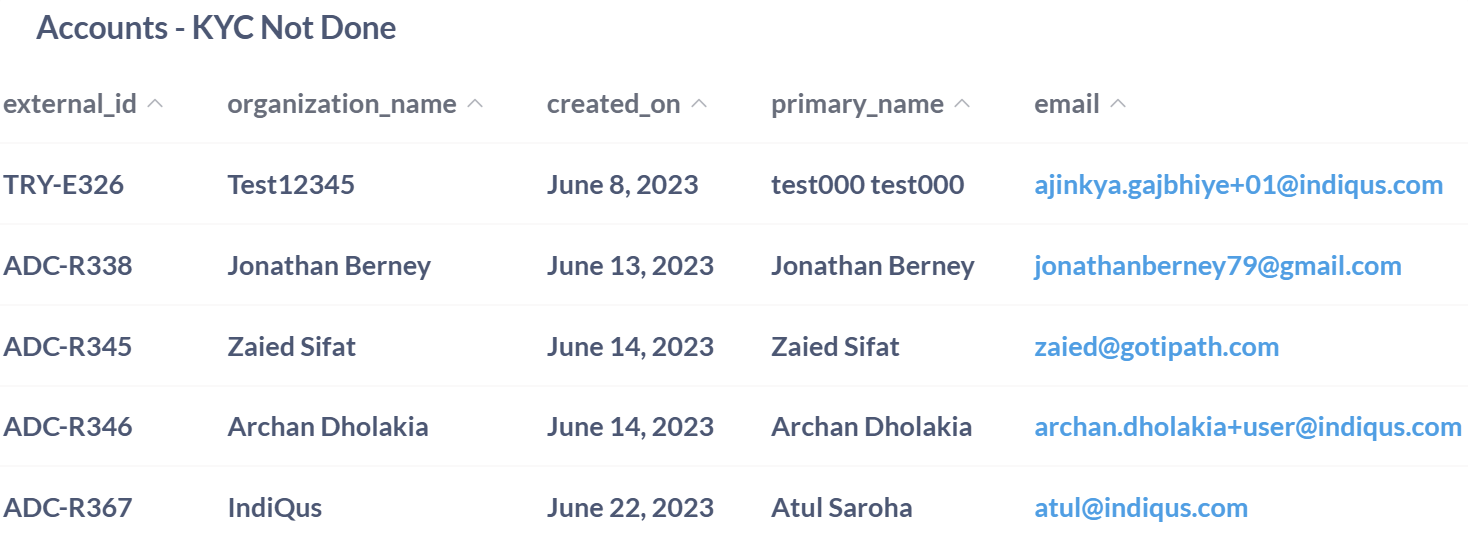 Accounts - KYC Not Done
external_id organization_name created_on primary_name email
TRY-E326 Test12345 June 8, 2023 test000 test000 ajinkya.gajbhiye+01@indiqus.com
ADC-R338 Jonathan Berney June 13, 2023 Jonathan Berney jonathanberney79@gmail.com
ADC-R345 Zaied Sifat June 14, 2023 Zaied Sifat zaied@gotipath.com
ADC-R346 Archan Dholakia June 14, 2023 Archan Dholakia archan.dholakia+user@indiqus.com
ADC-R367 IndiQus June 22, 2023 Atul Saroha atul@indiqus.com